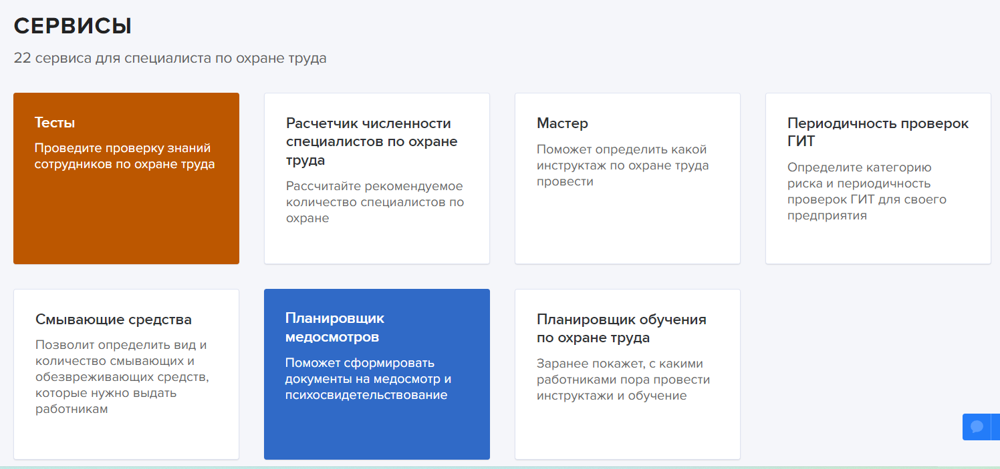 СЕРВИСЫ
22 сервиса для специалиста по охране труда
Тесты
Проведите проверку знаний
сотрудников по охране труда
Расчетчик численности
специалистов по охране
труда
Рассчитайте рекомендуемое
количество специалистов по
охране
Мастер
Поможет определить какой
инструктаж по охране труда
провести
Периодичность проверок
ГИТ
Определите категорию
риска и периодичность
проверок ГИТ для своего
предприятия
Смывающие средства
Позволит определить вид и
количество смывающих и
обезвреживающих средств,
которые нужно выдать
работникам
Планировщик
медосмотров
Поможет сформировать
документы на медосмотр и
психосвидетельствование
Планировщик обучения
по охране труда
Заранее покажет, с какими
работниками пора провести
инструктажи и обучение